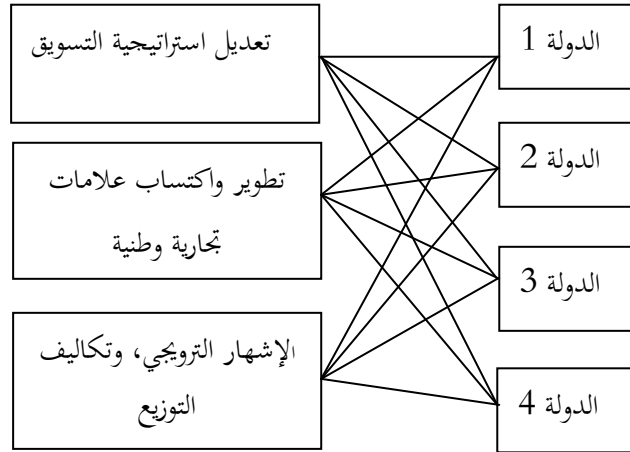 تعديل استراتيجية التسويق
الدولة 1
تطوير واكتساب علامات
تجارية وطنية
الدولة 2
الدولة 3
الإشهار الترويجي، وتكاليف
التوزيع
الدولة 4